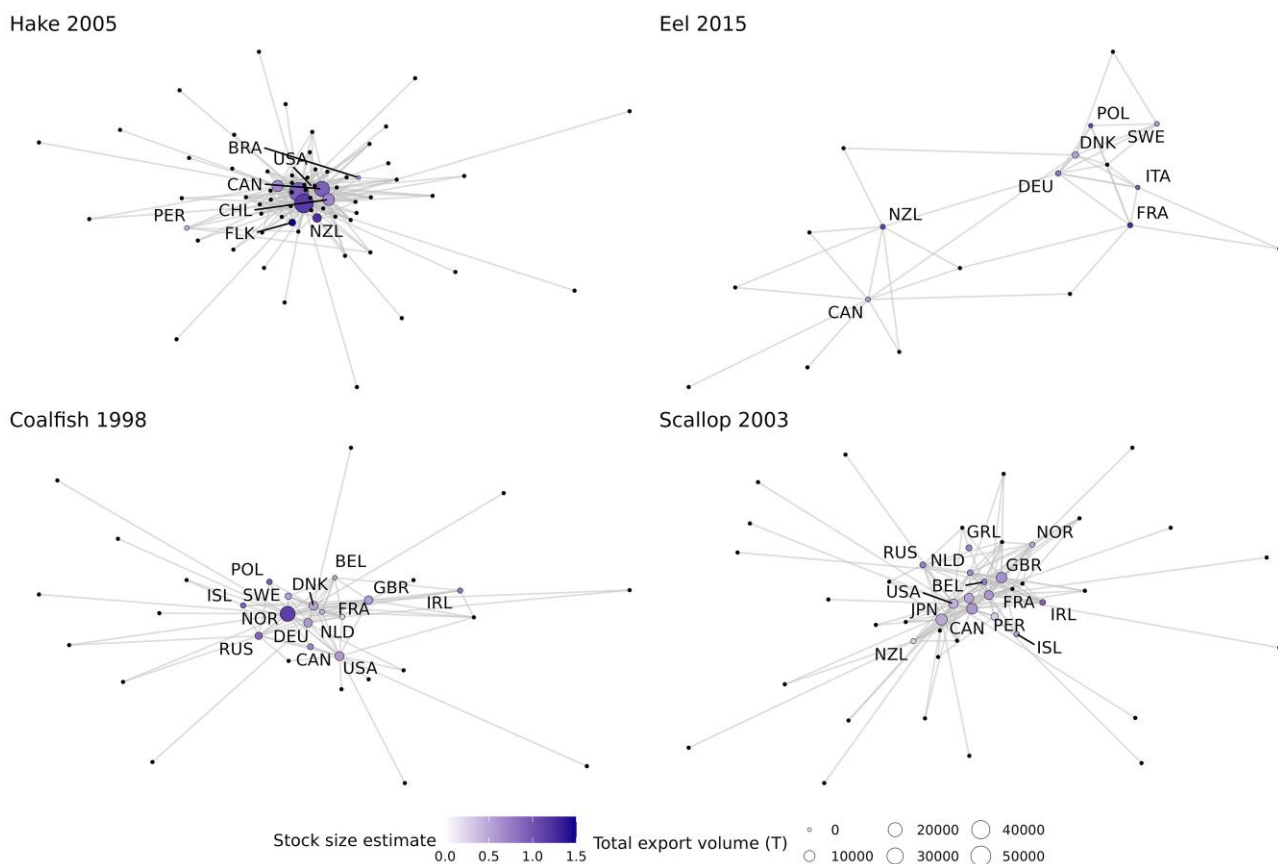 Hake 2005
Eel 2015
BRA
USA
CAN
CHL
PER
FLK
NZL
POL
SWE
DNK
DEU
ITA
FRA
NZL
CAN
Coalfish 1998
Scallop 2003
POL
BEL
ISL
SWE
DNK
GBR
NOR
FRA
IRL
RUS
DEU
NLD
CAN
USA
GRL
NOR
RUS
NLD
GBR
BEL
USA
FRA
IRL
JPN
CAN
PER
ISL
NZL
Stock size estimate
0.0 0.5 1.0 1.5
Total export volume (T)
0 20000 40000
10000 30000 50000